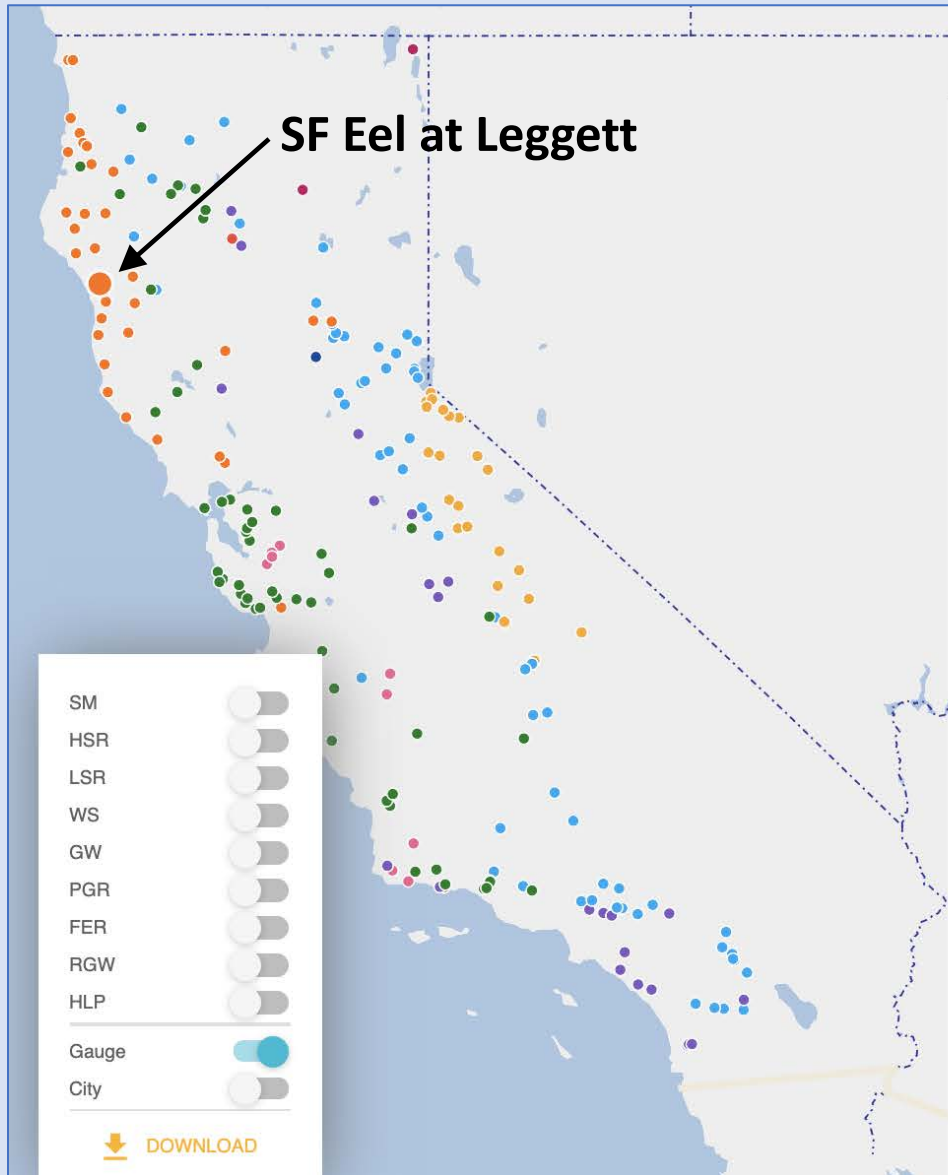 SF Eel at Leggett
SM
HSR
LSR
WS
GW
PGR
FER
RGW
HLP
Gauge
City
DOWNLOAD